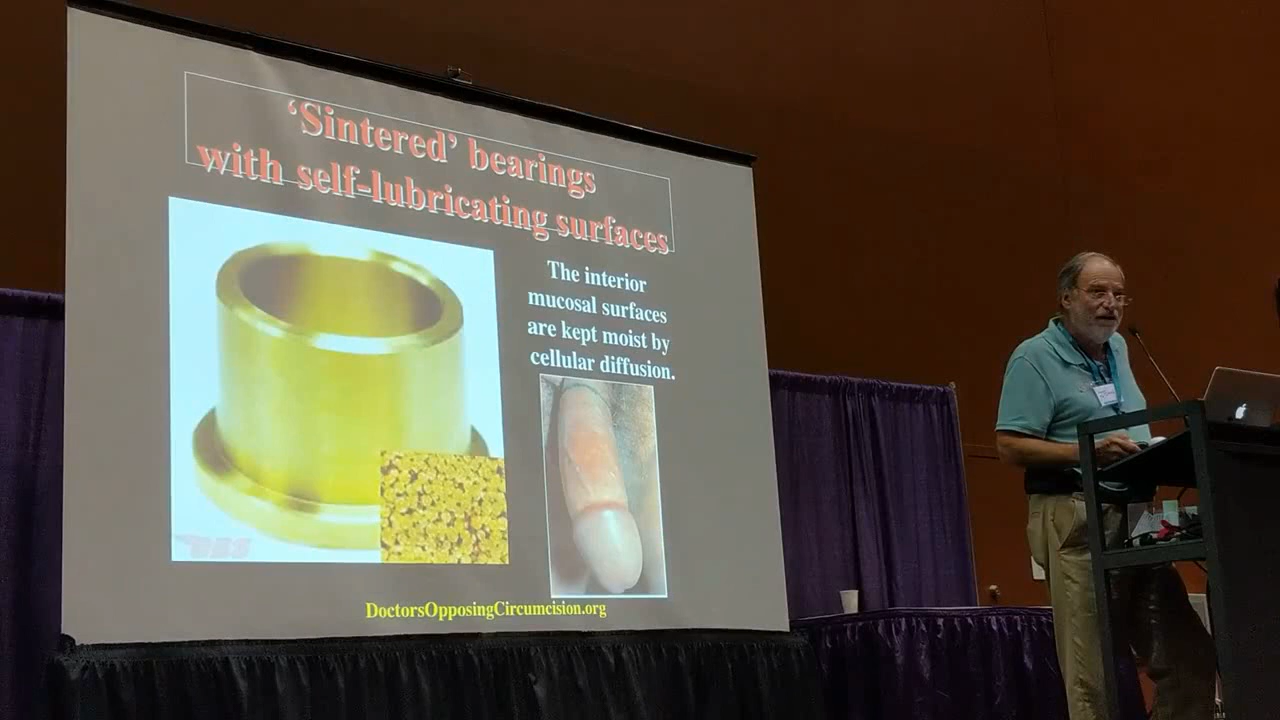 ‘Sintered’ bearings
with self-lubricating surfaces
The interior
mucosal surfaces
are kept moist by
cellular diffusion.
DoctorsOpposingCircumcision.org